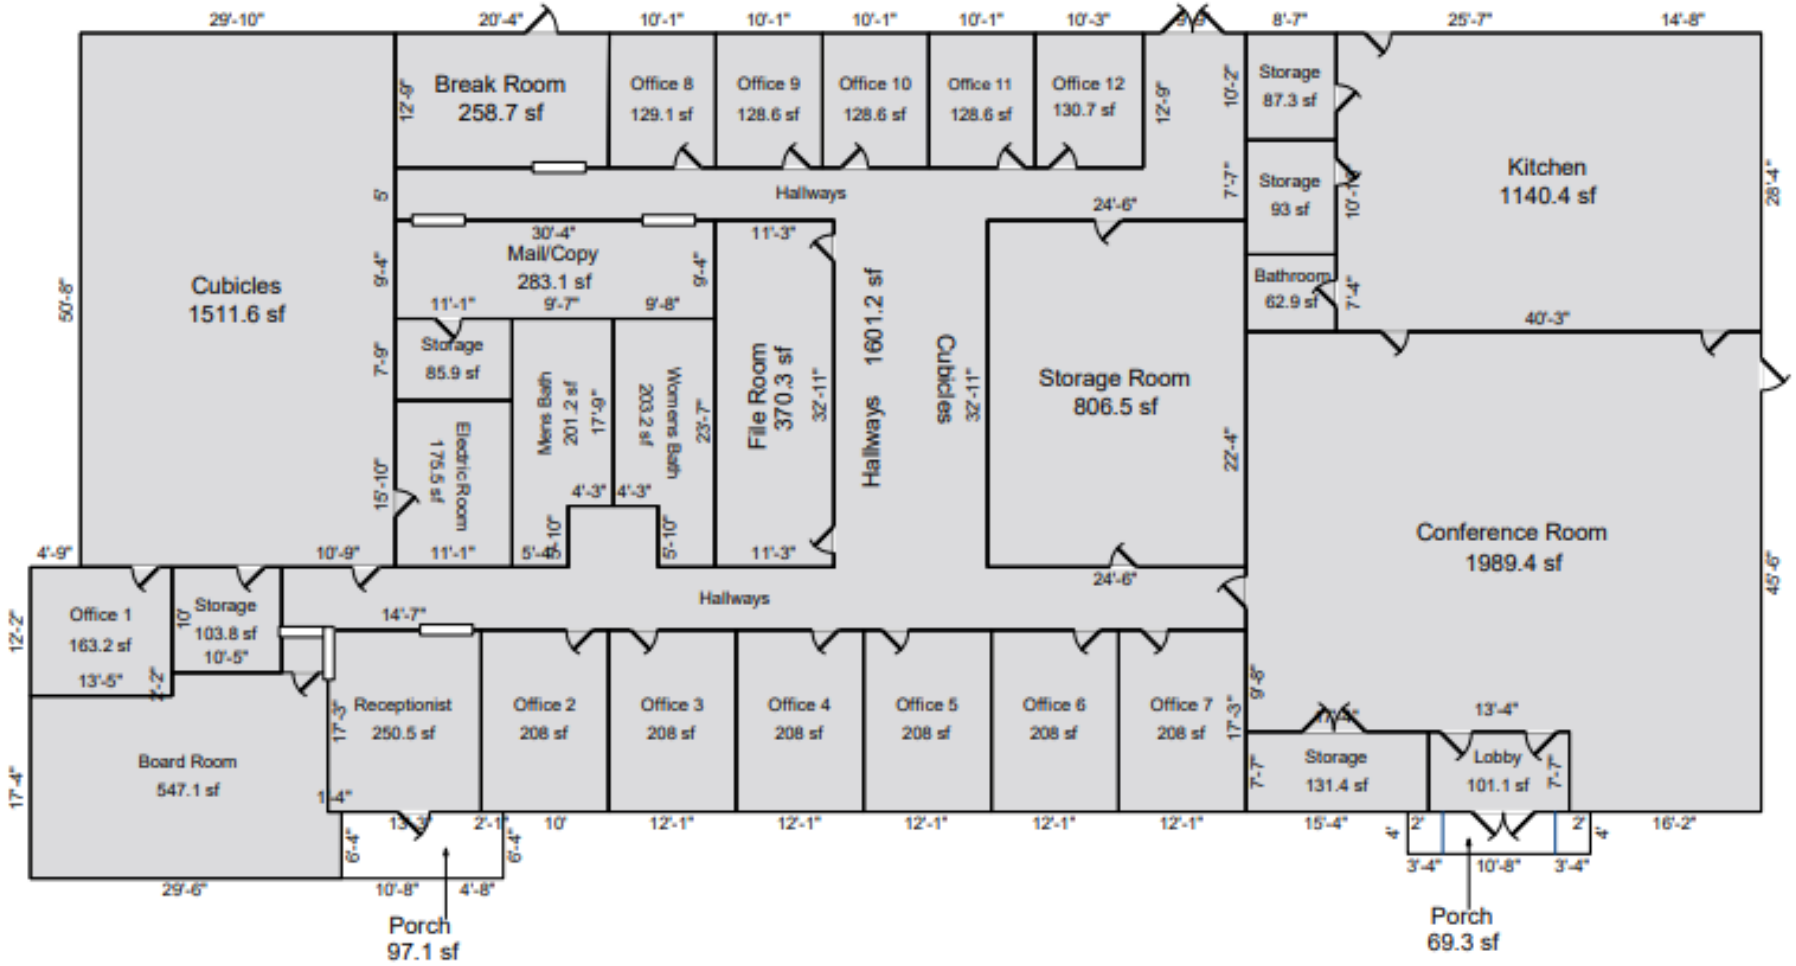 29'-10"
20'-4"
10'-1"
10'-1"
10'-1"
10'-1"
10'-3"
8'-7"
25'-7"
14'-8"
12'-9"
Break Room
258.7 sf
Office 8
129.1 sf
Office 9
128.6 sf
Office 10
128.6 sf
Office 11
128.6 sf
Office 12
130.7 sf
12'-9"
10'-2"
Storage
87.3 sf
Kitchen
1140.4 sf
28'-4"
5'
Hallways
24'-6"
7'-7"
Storage
93 sf
50'-8"
Cubicles
1511.6 sf
30'-4"
Mail/Copy
283.1 sf
9'-4"
9'-4"
11'-1"
9'-7"
9'-8"
11'-3"
Bathroom
62.9 sf
7'-4"
40'-3"
Storage
85.9 sf
7'-9"
Mens Bath
201.2 sf
17'-9"
Womens Bath
203.2 sf
23'-7"
File Room
370.3 sf
32'-11"
Hallways 1601.2 sf
Cubicles
32'-11"
Storage Room
806.5 sf
22'-4"
Electric Room
175.5 sf
15'-10"
4'-3"
4'-3"
5'-10"
Conference Room
1989.4 sf
45'-6"
4'-9"
10'-9"
11'-1"
11'-3"
24'-6"
12'-2"
Office 1
163.2 sf
13'-5"
10'
Storage
103.8 sf
10'-5"
14'-7"
Hallways
Receptionist
250.5 sf
17'-3"
Office 2
208 sf
Office 3
208 sf
Office 4
208 sf
Office 5
208 sf
Office 6
208 sf
Office 7
208 sf
17'-3"
9'-8"
13'-4"
Board Room
547.1 sf
17'-4"
1'-4"
7'-7"
Storage
131.4 sf
Lobby
101.1 sf
7'-7"
10'
12'-1"
12'-1"
12'-1"
12'-1"
12'-1"
15'-4"
4'
2'
2'
4'
16'-2"
6'-4"
6'-4"
3'-4"
10'-8"
3'-4"
29'-6"
10'-8"
4'-8"
Porch
97.1 sf
Porch
69.3 sf